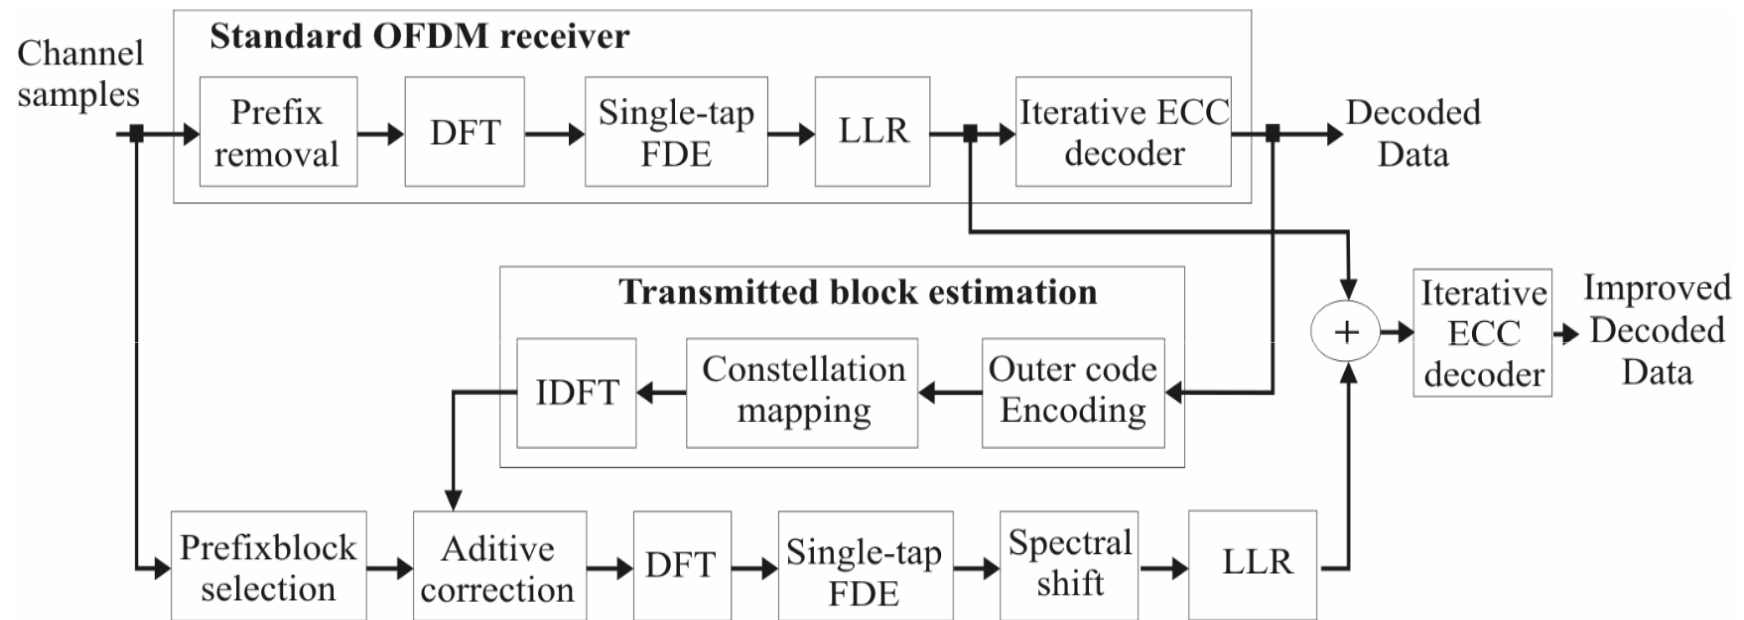 Standard OFDM receiver
Channel
samples
Prefix
removal
DFT
Single-tap
FDE
LLR
Iterative ECC
decoder
Decoded
Data
Transmitted block estimation
IDFT
Constellation
mapping
Outer code
Encoding
+
Iterative
ECC
decoder
Improved
Decoded
Data
Prefixblock
selection
Aditive
correction
DFT
Single-tap
FDE
Spectral
shift
LLR